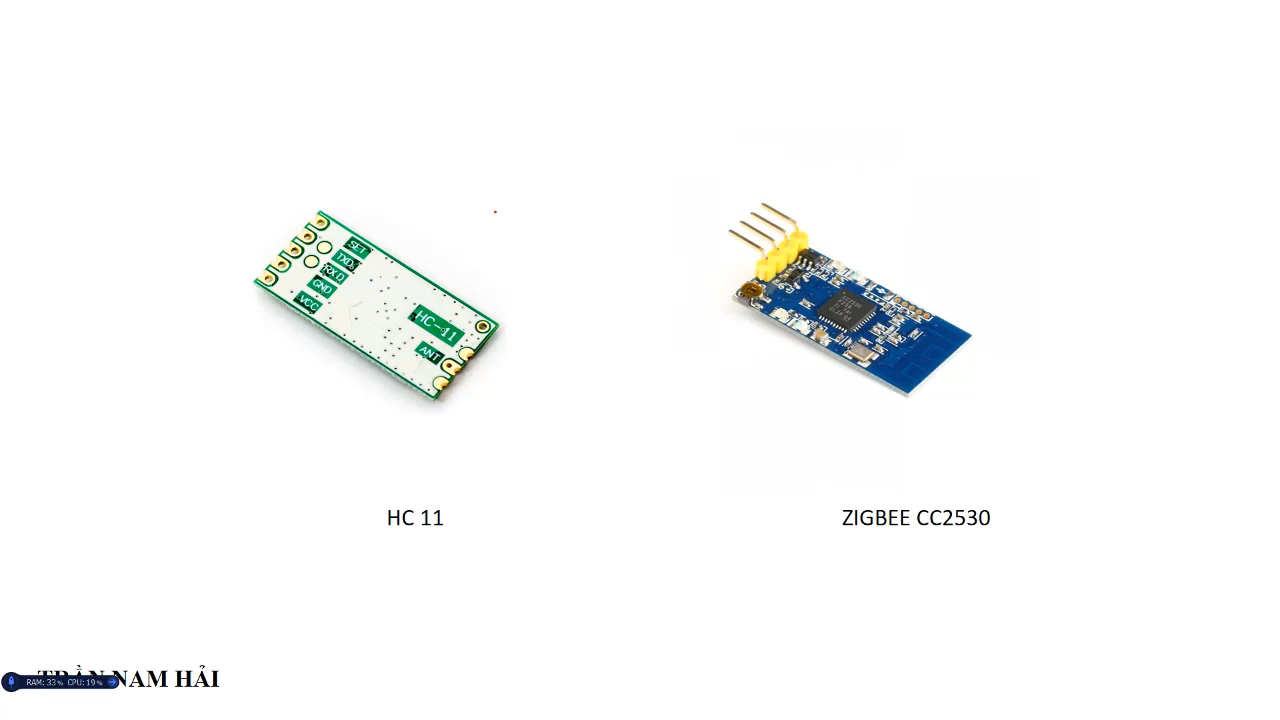 SET
TXD
RXD
GND
VCC
HC-11
ANT
HC 11
ZIGBEE CC2530
TRẦN NAM HẢI
RAM: 33% CPU: 19%